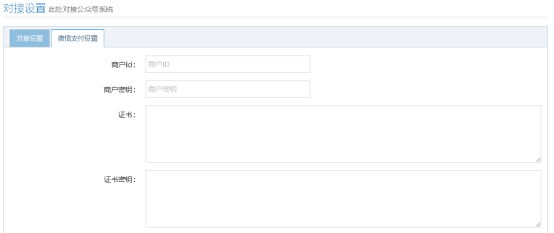 对接设置 此处对接公众号系统
对接设置 微信支付设置
商户id： 商户ID
商户密钥： 商户密钥
证书：
证书密钥：